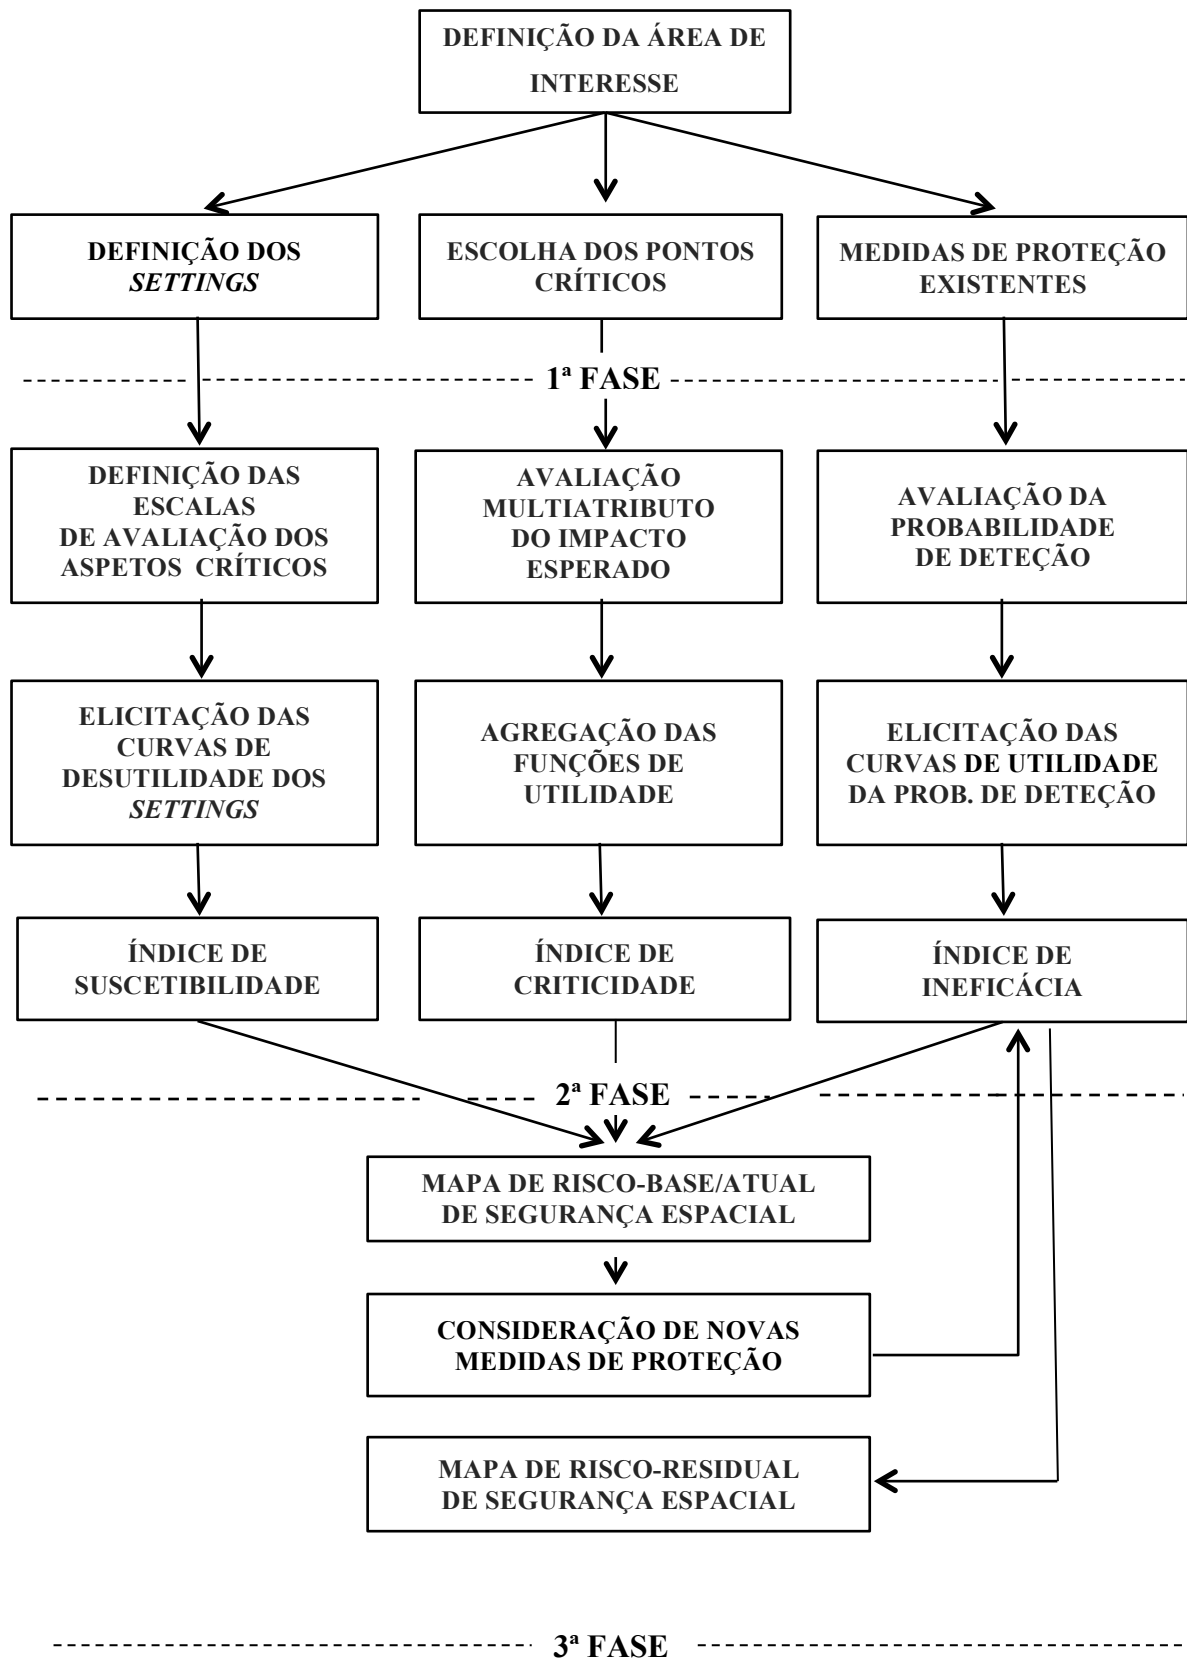 DEFINIÇÃO DA ÁREA DE
INTERESSE
DEFINIÇÃO DOS
SETTINGS
ESCOLHA DOS PONTOS
CRÍTICOS
MEDIDAS DE PROTEÇÃO
EXISTENTES
1ª FASE
DEFINIÇÃO DAS
ESCALAS
DE AVALIAÇÃO DOS
ASPETOS CRÍTICOS
AVALIAÇÃO
MULTIATRIBUTO
DO IMPACTO
ESPERADO
AVALIAÇÃO DA
PROBABILIDADE
DE DETEÇÃO
ELICITAÇÃO DAS
CURVAS DE
DESUTILIDADE DOS
SETTINGS
AGREGAÇÃO DAS
FUNÇÕES DE
UTILIDADE
ELICITAÇÃO DAS
CURVAS DE UTILIDADE
DA PROB. DE DETEÇÃO
ÍNDICE DE
SUSCETIBILIDADE
ÍNDICE DE
CRITICIDADE
ÍNDICE DE
INEFICÁCIA
2ª FASE
MAPA DE RISCO-BASE/ATUAL
DE SEGURANÇA ESPACIAL
CONSIDERAÇÃO DE NOVAS
MEDIDAS DE PROTEÇÃO
MAPA DE RISCO-RESIDUAL
DE SEGURANÇA ESPACIAL
3ª FASE